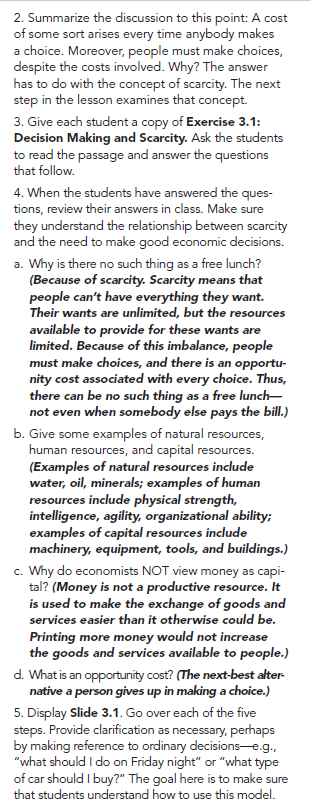 2. Summarize the discussion to this point: A cost
of some sort arises every time anybody makes
a choice. Moreover, people must make choices,
despite the costs involved. Why? The answer
has to do with the concept of scarcity. The next
step in the lesson examines that concept.
3. Give each student a copy of Exercise 3.1:
Decision Making and Scarcity. Ask the students
to read the passage and answer the questions
that follow.
4. When the students have answered the ques-
tions, review their answers in class. Make sure
they understand the relationship between scarcity
and the need to make good economic decisions.
a. Why is there no such thing as a free lunch?
(Because of scarcity. Scarcity means that
people can't have everything they want.
Their wants are unlimited, but the resources
available to provide for these wants are
limited. Because of this imbalance, people
must make choices, and there is an opportu-
nity cost associated with every choice. Thus,
there can be no such thing as a free lunch—
not even when somebody else pays the bill.)
b. Give some examples of natural resources,
human resources, and capital resources.
(Examples of natural resources include
water, oil, minerals; examples of human
resources include physical strength,
intelligence, agility, organizational ability;
examples of capital resources include
machinery, equipment, tools, and buildings.)
c. Why do economists NOT view money as capi-
tal? (Money is not a productive resource. It
is used to make the exchange of goods and
services easier than it otherwise could be.
Printing more money would not increase
the goods and services available to people.)
d. What is an opportunity cost? (The next-best alter-
native a person gives up in making a choice.)
5. Display Slide 3.1. Go over each of the five
steps. Provide clarification as necessary, perhaps
by making reference to ordinary decisions—e.g.,
"what should I do on Friday night" or "what type
of car should I buy?" The goal here is to make sure
that students understand how to use this model.